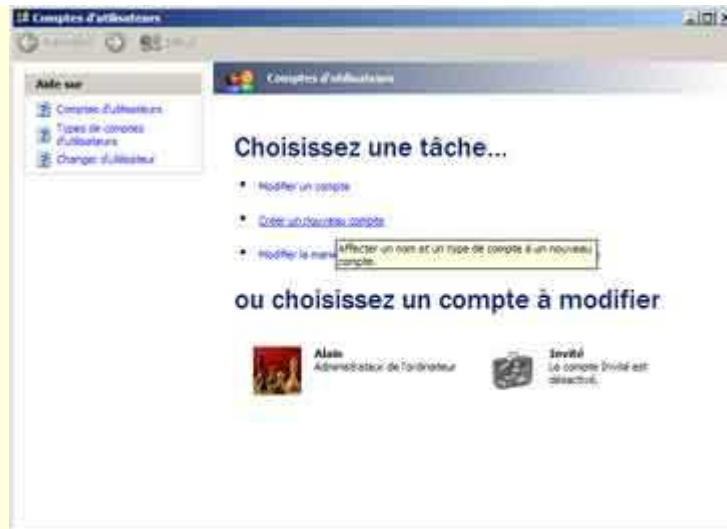 Comptes d'utilisateurs
Comptes d'utilisateurs
Aide sur
Comptes d'utilisateurs
Types de comptes
d'utilisateurs
Changer d'utilisateur
Choisissez une tâche...
Modifier un compte
Créer un nouveau compte
Modifier la
Affecter un nom et un type de compte à un nouveau
compte.
ou choisissez un compte à modifier
Alain
Administrateur de l'ordinateur
Invité
Le compte Invité est
désactivé.